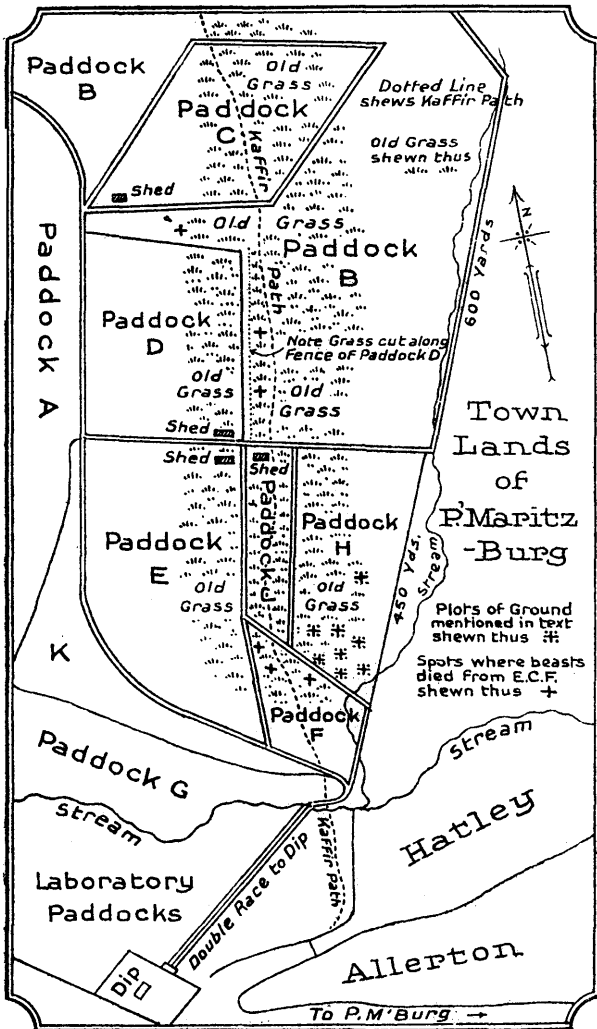 Paddock
B
Old
Grass
Paddock
C
Kaffir
Dotted Line
shews Kaffir Path
Old Grass
shewn thus
Shed
N
Old Grass
Paddock
B
Path
600 Yards
Paddock A
Paddock
D
Note Grass cut along
Fence of Paddock D
Old
Grass
Old
Grass
Shed
Shed
Shed
Town
Lands
of
P'Maritz
-Burg
Paddock J
Paddock
H
Paddock
E
Old
Grass
Old
Grass
450 Yds.
Stream
Plots of Ground
mentioned in text
shewn thus
Spots where beasts
died from E.C.F.
shewn thus +
K
Paddock
F
Paddock G
Stream
Stream
Hatley
Kaffir Path
Double Race to Dip
Laboratory
Paddocks
Dip
Allerton
To P.M'Burg →